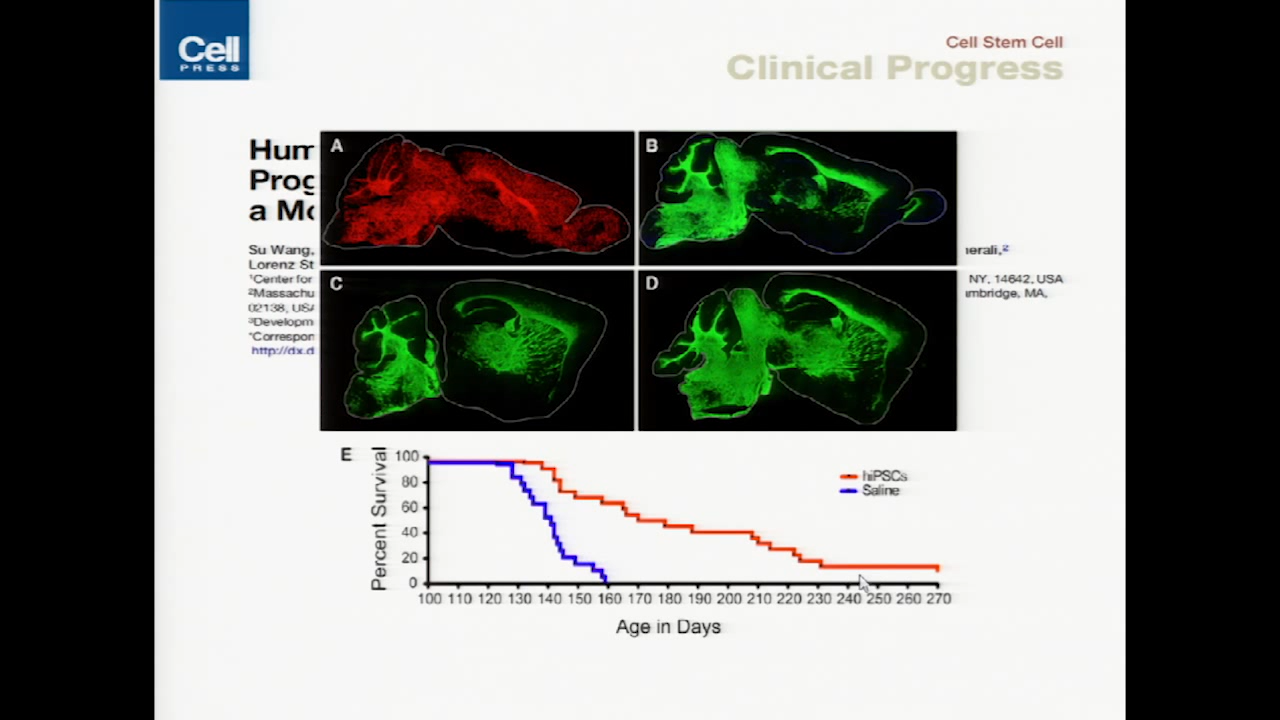 Cell
PRESS
Cell Stem Cell
Clinical Progress
Hum
Prog
a Mo
Su Wang,
nerali,²
Lorenz St
¹Center for
NY, 14642, USA
²Massachu
mbridge, MA,
02138, USA
³Developm
*Correspon
http://dx.d
A
B
C
D
E
Percent Survival
100
80
60
40
20
0
hiPSCs
Saline
100 110 120 130 140 150 160 170 180 190 200 210 220 230 240 250 260 270
Age in Days